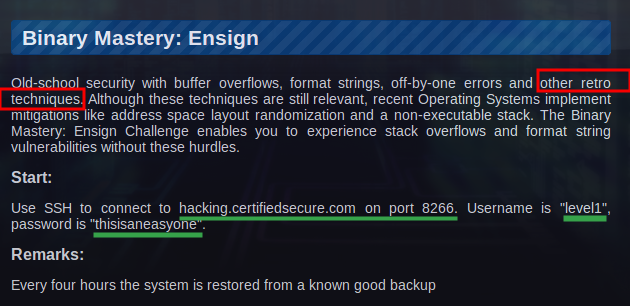 Binary Mastery: Ensign
Old-school security with buffer overflows, format strings, off-by-one errors and other retro
techniques. Although these techniques are still relevant, recent Operating Systems implement
mitigations like address space layout randomization and a non-executable stack. The Binary
Mastery: Ensign Challenge enables you to experience stack overflows and format string
vulnerabilities without these hurdles.
Start:
Use SSH to connect to hacking.certifiedsecure.com on port 8266. Username is "level1",
password is "thisisaneasyone".
Remarks:
Every four hours the system is restored from a known good backup